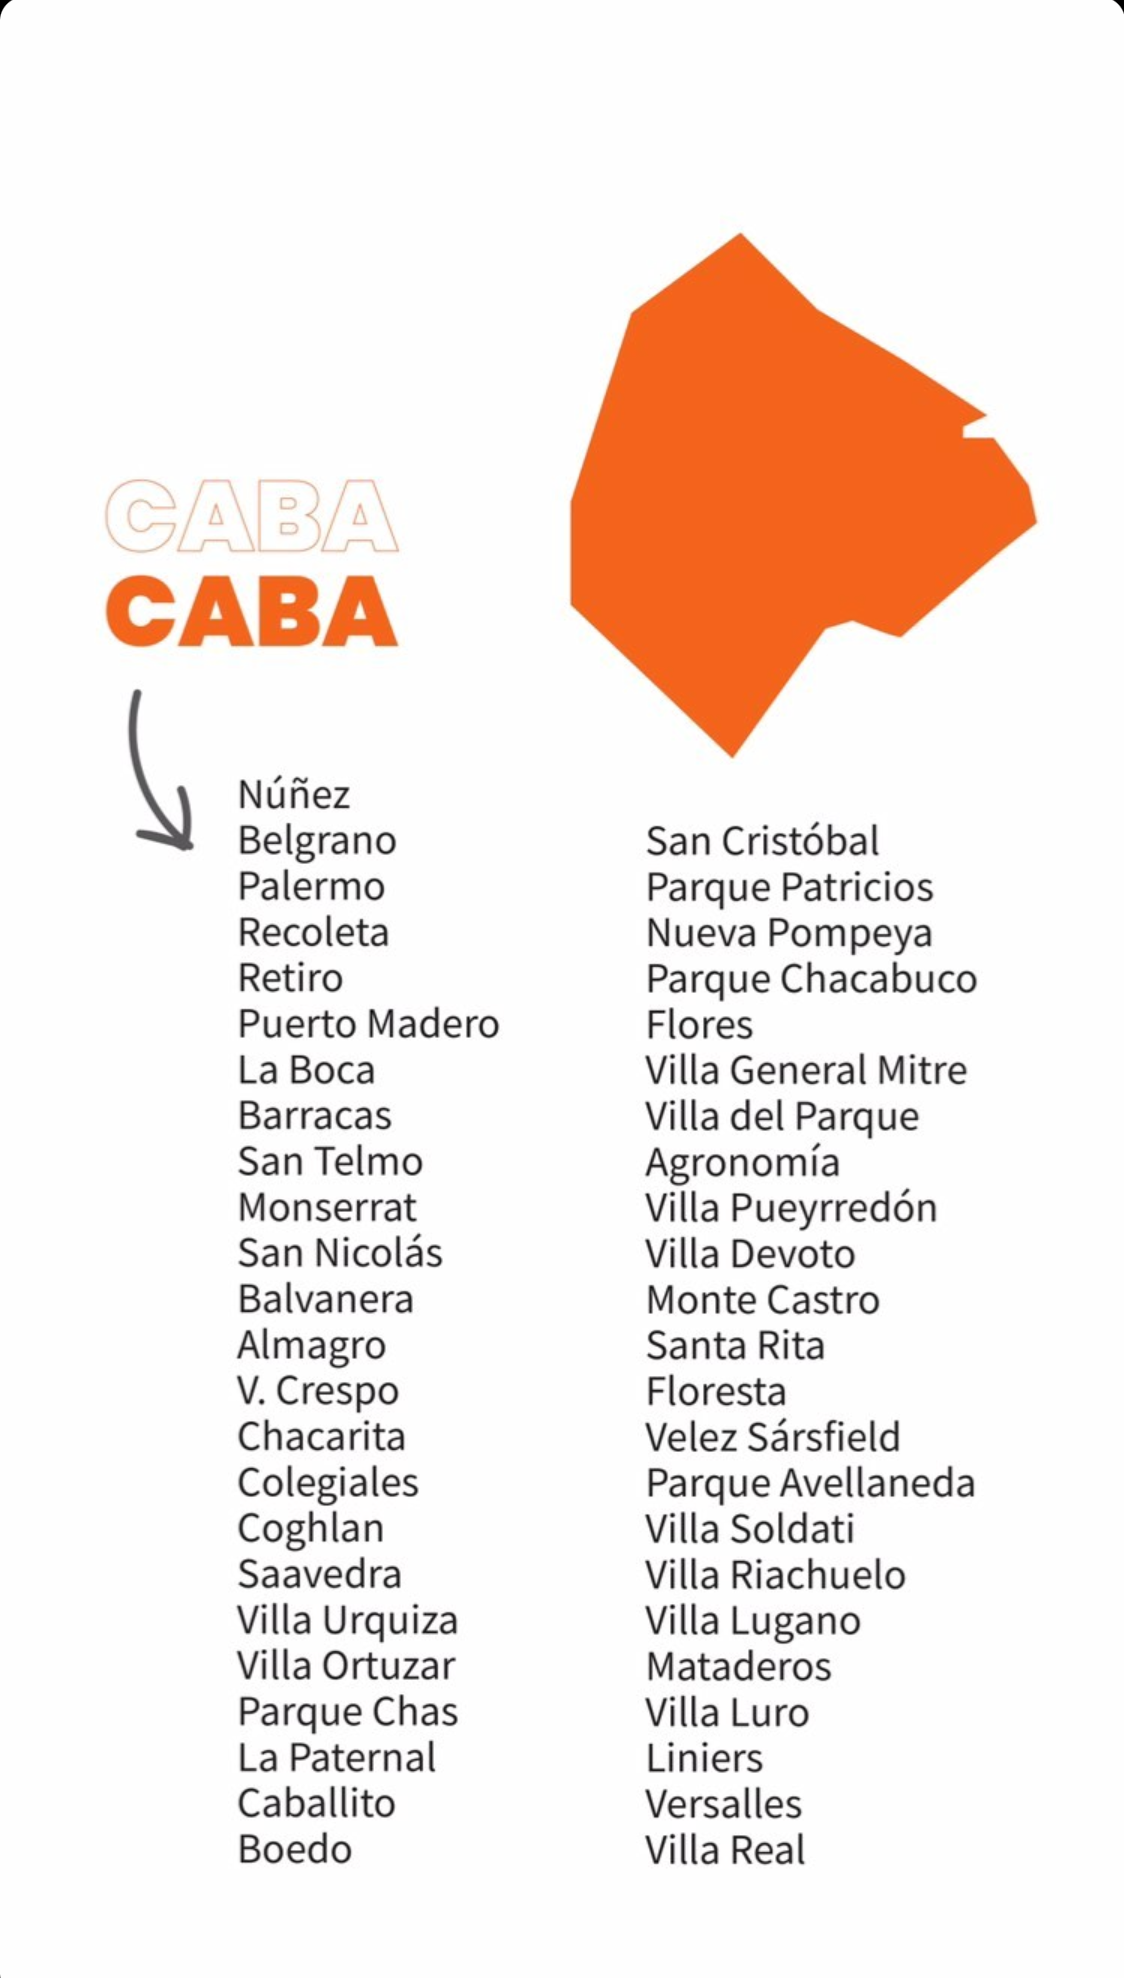 CABA
CABA
Núñez
Belgrano
Palermo
Recoleta
Retiro
Puerto Madero
La Boca
Barracas
San Telmo
Monserrat
San Nicolás
Balvanera
Almagro
V. Crespo
Chacarita
Colegiales
Coghlan
Saavedra
Villa Urquiza
Villa Ortuzar
Parque Chas
La Paternal
Caballito
Boedo
San Cristóbal
Parque Patricios
Nueva Pompeya
Parque Chacabuco
Flores
Villa General Mitre
Villa del Parque
Agronomía
Villa Pueyrredón
Villa Devoto
Monte Castro
Santa Rita
Floresta
Velez Sársfield
Parque Avellaneda
Villa Soldati
Villa Riachuelo
Villa Lugano
Mataderos
Villa Luro
Liniers
Versalles
Villa Real